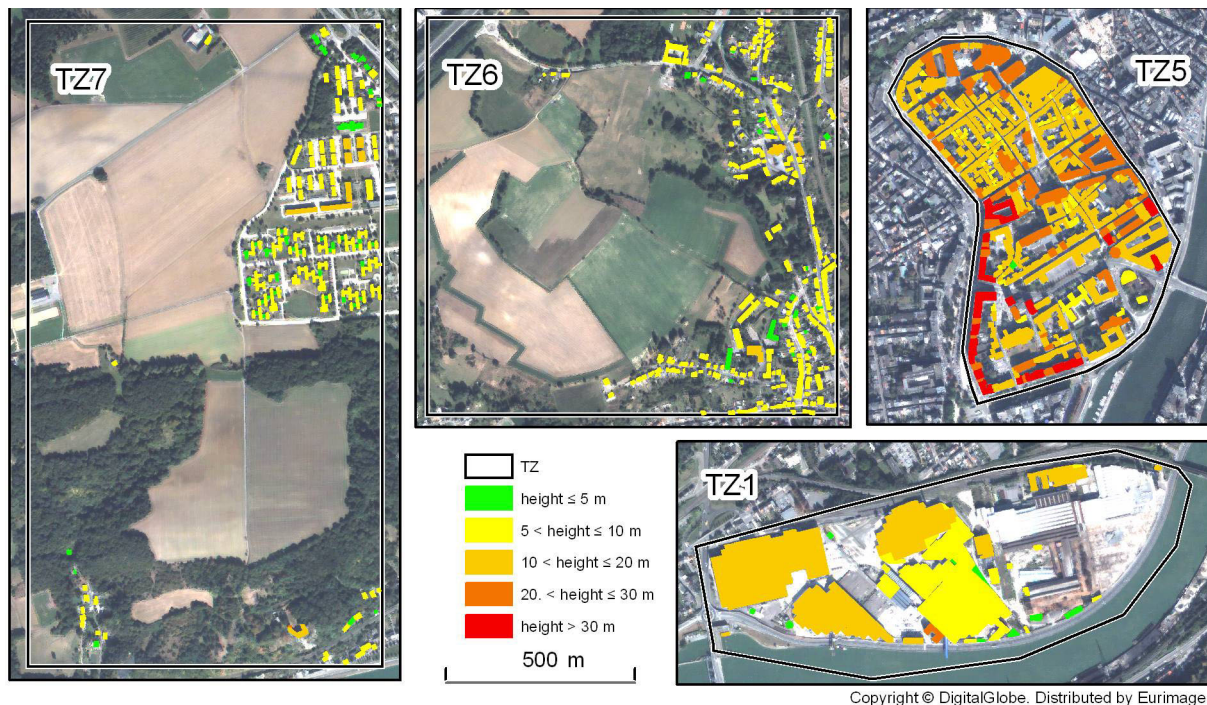 TZ7
TZ6
TZ5
TZ1
TZ
height ≤ 5 m
5 < height ≤ 10 m
10 < height ≤ 20 m
20. < height ≤ 30 m
height > 30 m
500 m
Copyright © DigitalGlobe. Distributed by Eurimage